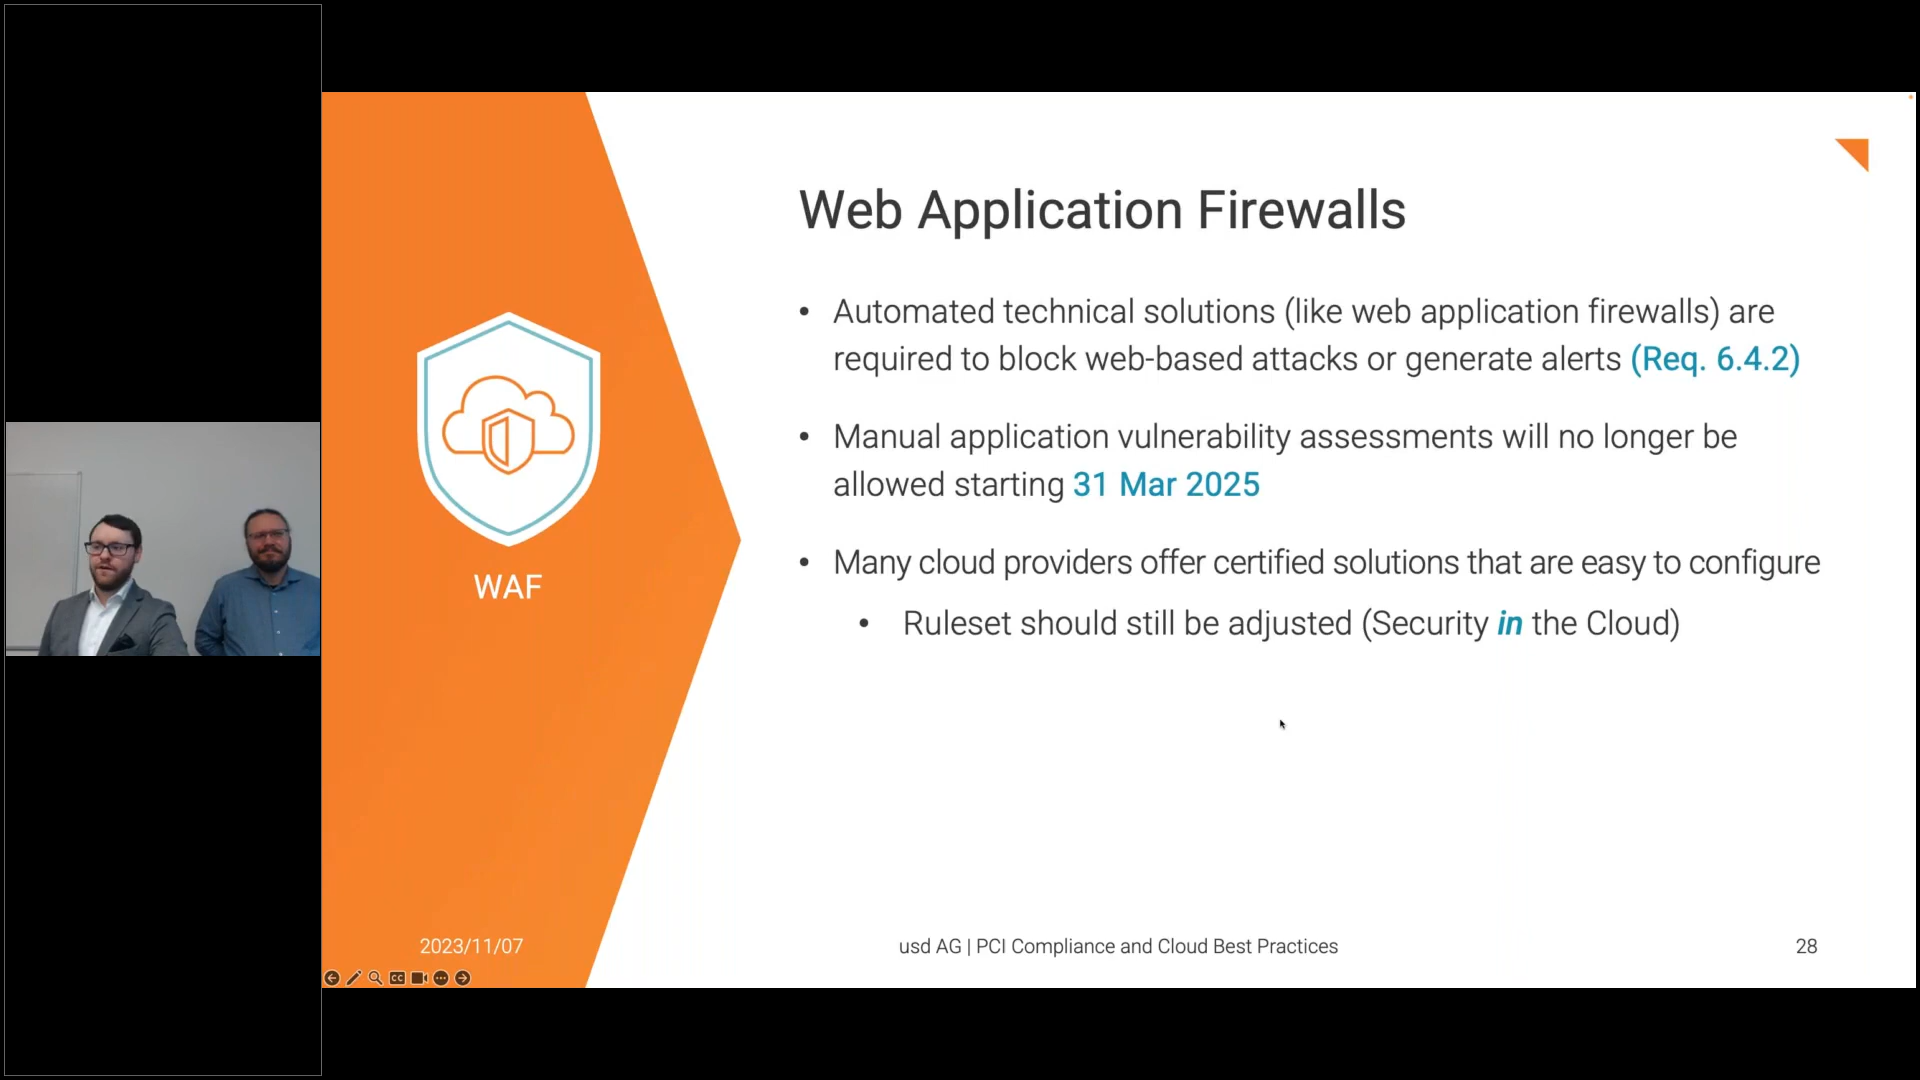 Web Application Firewalls
• Automated technical solutions (like web application firewalls) are
required to block web-based attacks or generate alerts (Req. 6.4.2)
• Manual application vulnerability assessments will no longer be
allowed starting 31 Mar 2025
• Many cloud providers offer certified solutions that are easy to configure
• Ruleset should still be adjusted (Security in the Cloud)
WAF
2023/11/07
usd AG | PCI Compliance and Cloud Best Practices
28
CC